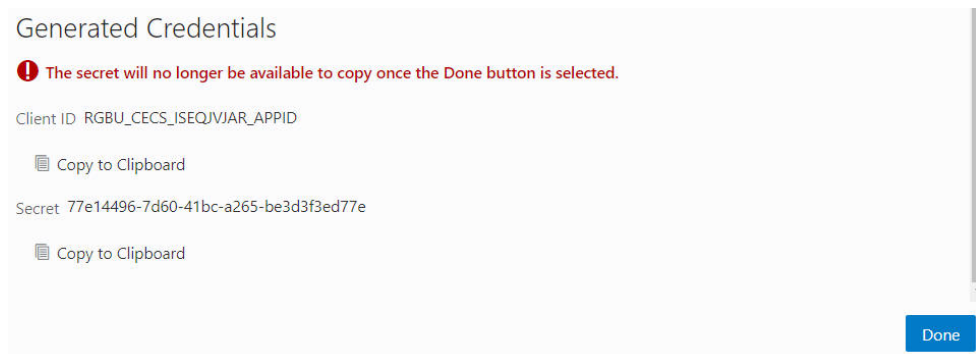 Generated Credentials
The secret will no longer be available to copy once the Done button is selected.
Client ID RGBU_CECS_ISEQJVJAR_APPID
Copy to Clipboard
Secret 77e14496-7d60-41bc-a265-be3d3f3ed77e
Copy to Clipboard
Done